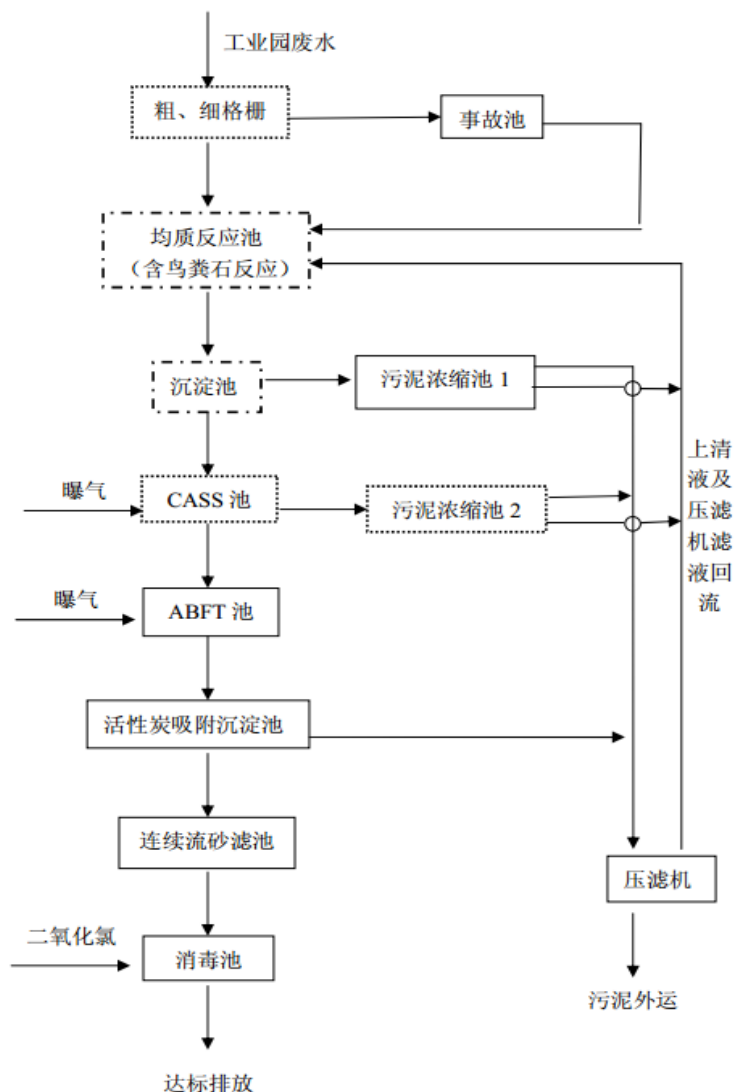 工业园废水
粗、细格栅
事故池
均质反应池
（含鸟粪石反应）
沉淀池
污泥浓缩池 1
曝气
CASS 池
污泥浓缩池 2
上清
液及
压滤
机滤
液回
流
曝气
ABFT 池
活性炭吸附沉淀池
连续流砂滤池
压滤机
二氧化氯
消毒池
污泥外运
达标排放